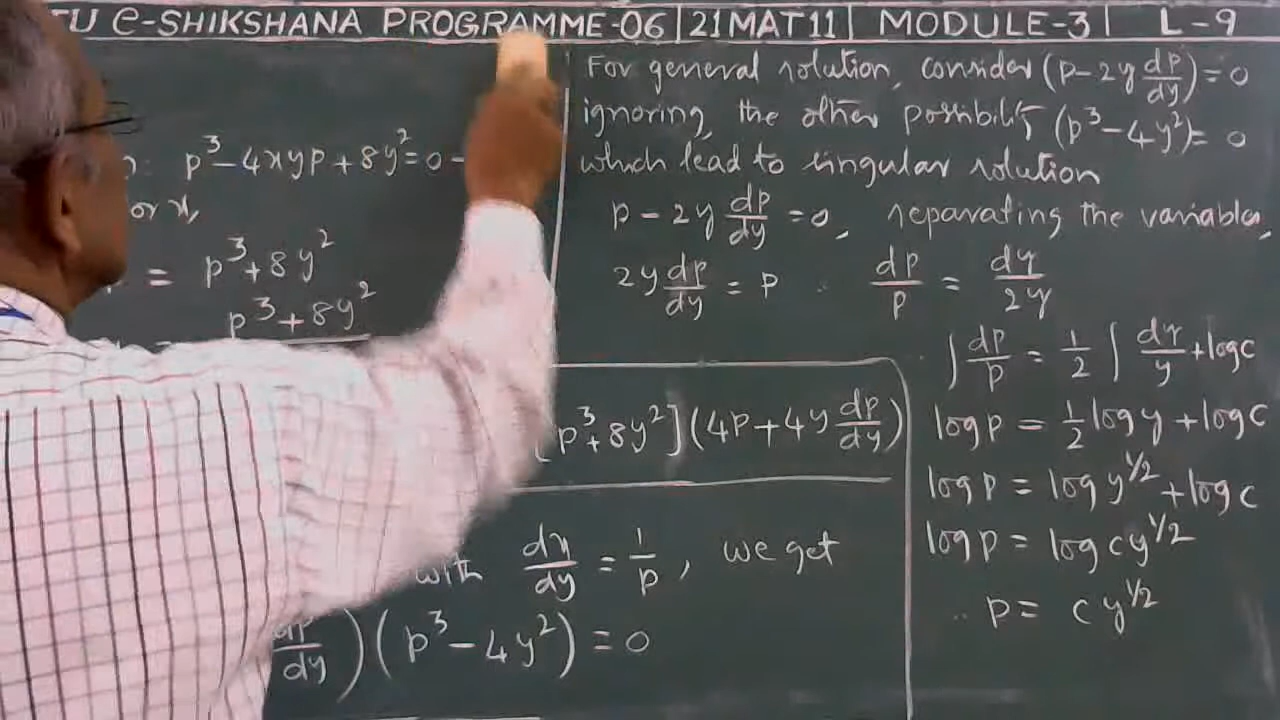 TU e-SHIKSHANA PROGRAMME-06 | 21MAT11 | MODULE-3 | L-9
: p³ - 4xyp + 8y² = 0 -
or x,
= p³ + 8y²
p³ + 8y²
[p³ + 8y²](4p + 4y dp/dy)
with dx/dy = 1/p, we get
dp/dy)(p³ - 4y²) = 0
For general solution, consider (p - 2y dp/dy) = 0
ignoring, the other possibility (p³ - 4y²) = 0
which lead to singular solution
p - 2y dp/dy = 0, separating the variables,
2y dp/dy = p ∴ dp/p = dy/2y
∫ dp/p = 1/2 ∫ dy/y + log c
log p = 1/2 log y + log c
log p = log y^1/2 + log c
log p = log cy^1/2
∴ p = c y^1/2